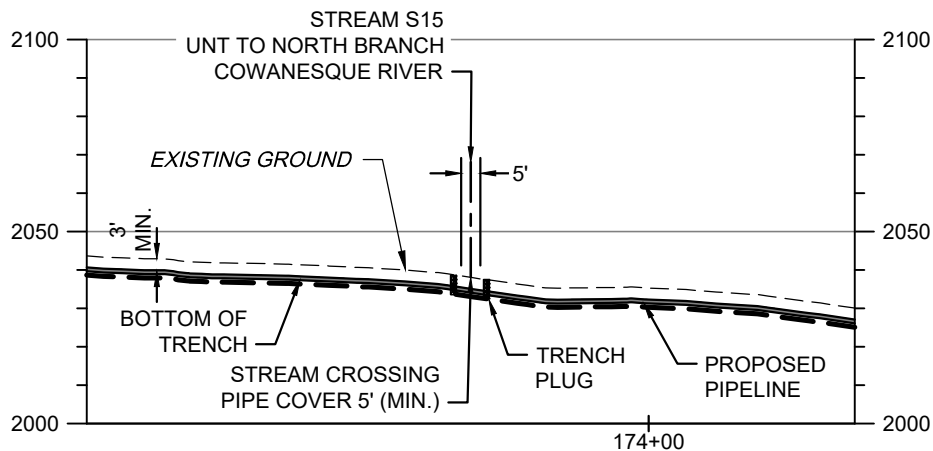 STREAM S15
UNT TO NORTH BRANCH
COWANESQUE RIVER
2100
2100
EXISTING GROUND
5'
3'
MIN.
2050
2050
BOTTOM OF
TRENCH
STREAM CROSSING
PIPE COVER 5' (MIN.)
TRENCH
PLUG
PROPOSED
PIPELINE
2000
2000
174+00